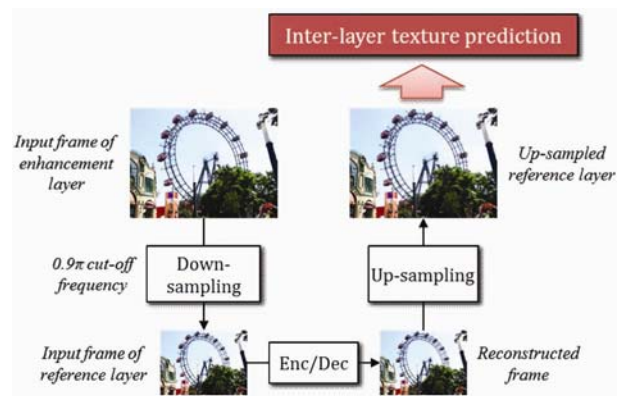 Inter-layer texture prediction
Input frame of
enhancement
layer
Up-sampled
reference layer
0.9π cut-off
frequency
Down-
sampling
Up-sampling
Input frame of
reference layer
Enc/Dec
Reconstructed
frame